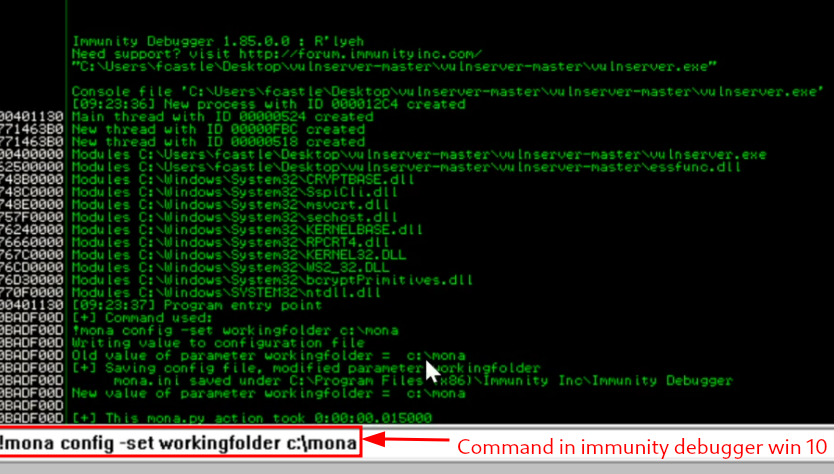 Immunity Debugger 1.85.0.0 : R'lyeh
Need support? visit http://forum.immunityinc.com/
"C:\Users\fcastle\Desktop\vulnserver-master\vulnserver-master\vulnserver.exe"
Console file 'C:\Users\fcastle\Desktop\vulnserver-master\vulnserver-master\vulnserver.exe'
[09:23:36] New process with ID 000012C4 created
00401130 Main thread with ID 00000524 created
771463B0 New thread with ID 00000FBC created
771463B0 New thread with ID 00000518 created
00400000 Modules C:\Users\fcastle\Desktop\vulnserver-master\vulnserver-master\vulnserver.exe
62500000 Modules C:\Users\fcastle\Desktop\vulnserver-master\vulnserver-master\essfunc.dll
743B0000 Modules C:\Windows\System32\CRYPTBASE.dll
748C0000 Modules C:\Windows\System32\SspiCli.dll
748E0000 Modules C:\Windows\System32\msvcrt.dll
757F0000 Modules C:\Windows\System32\sechost.dll
76240000 Modules C:\Windows\System32\KERNELBASE.dll
76660000 Modules C:\Windows\System32\RPCRT4.dll
767C0000 Modules C:\Windows\System32\KERNEL32.DLL
76CD0000 Modules C:\Windows\System32\WS2_32.DLL
76D30000 Modules C:\Windows\System32\bcryptPrimitives.dll
770F0000 Modules C:\Windows\SYSTEM32\ntdll.dll
00401130 [09:23:37] Program entry point
0BADF00D [+] Command used:
0BADF00D !mona config -set workingfolder c:\mona
0BADF00D Writing value to configuration file
0BADF00D Old value of parameter workingfolder = c:\mona
0BADF00D [+] Saving config file, modified parameter workingfolder
0BADF00D mona.ini saved under C:\Program Files (x86)\Immunity Inc\Immunity Debugger
0BADF00D New value of parameter workingfolder = c:\mona
0BADF00D
0BADF00D [+] This mona.py action took 0:00:00.015000
!mona config -set workingfolder c:\mona
Command in immunity debugger win 10